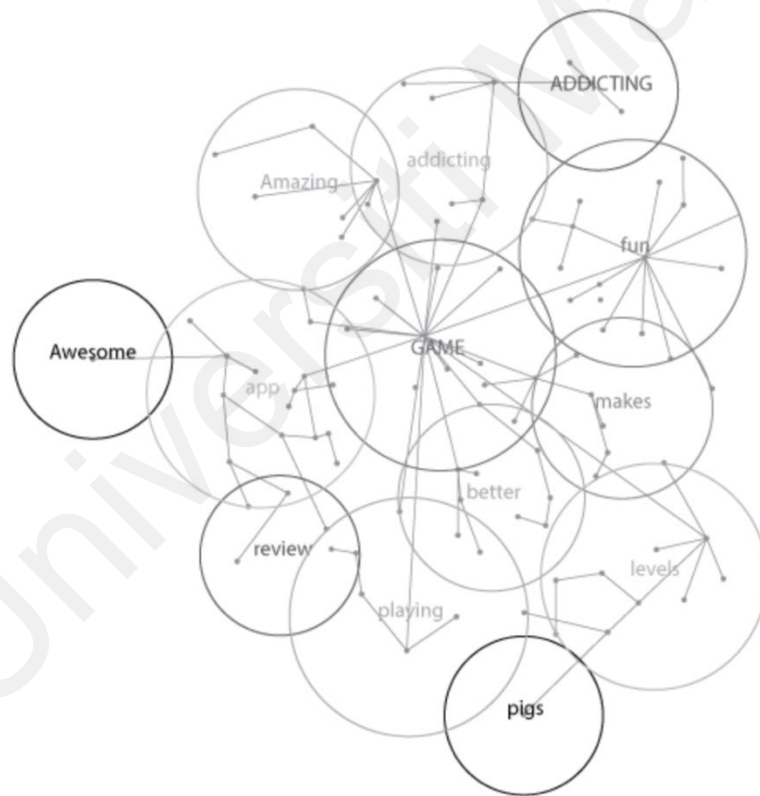 ADDICTING
addicting
Amazing
fun
GAME
Awesome
app
makes
better
review
levels
playing
pigs